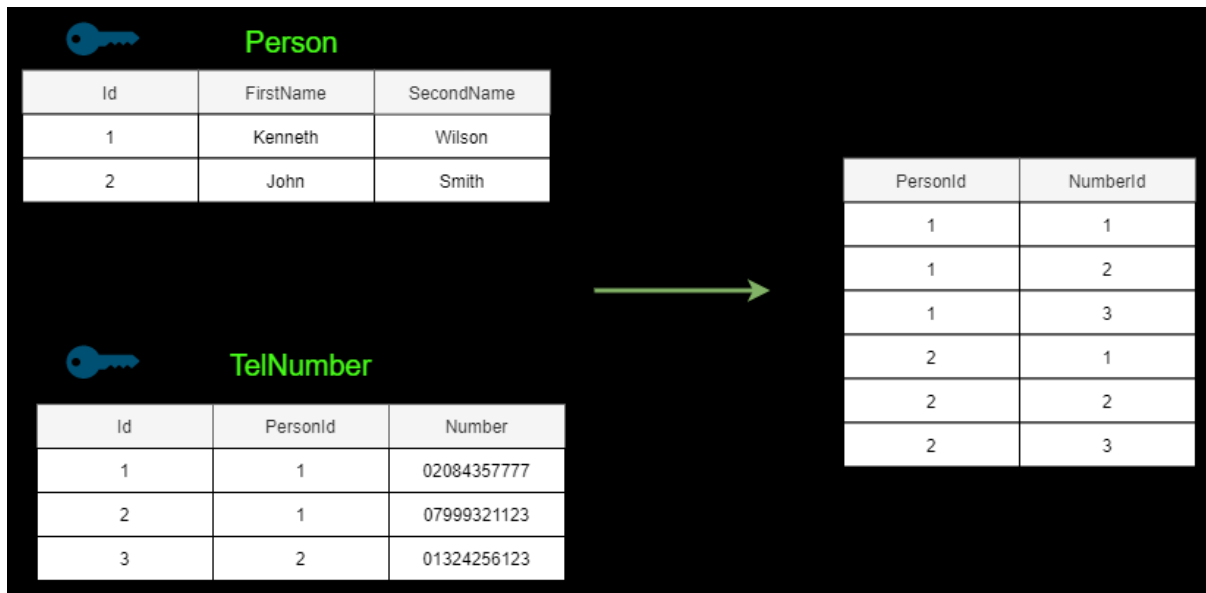 Person
Id FirstName SecondName
1 Kenneth Wilson
2 John Smith
TelNumber
Id PersonId Number
1 1 02084357777
2 1 07999321123
3 2 01324256123
PersonId NumberId
1 1
1 2
1 3
2 1
2 2
2 3